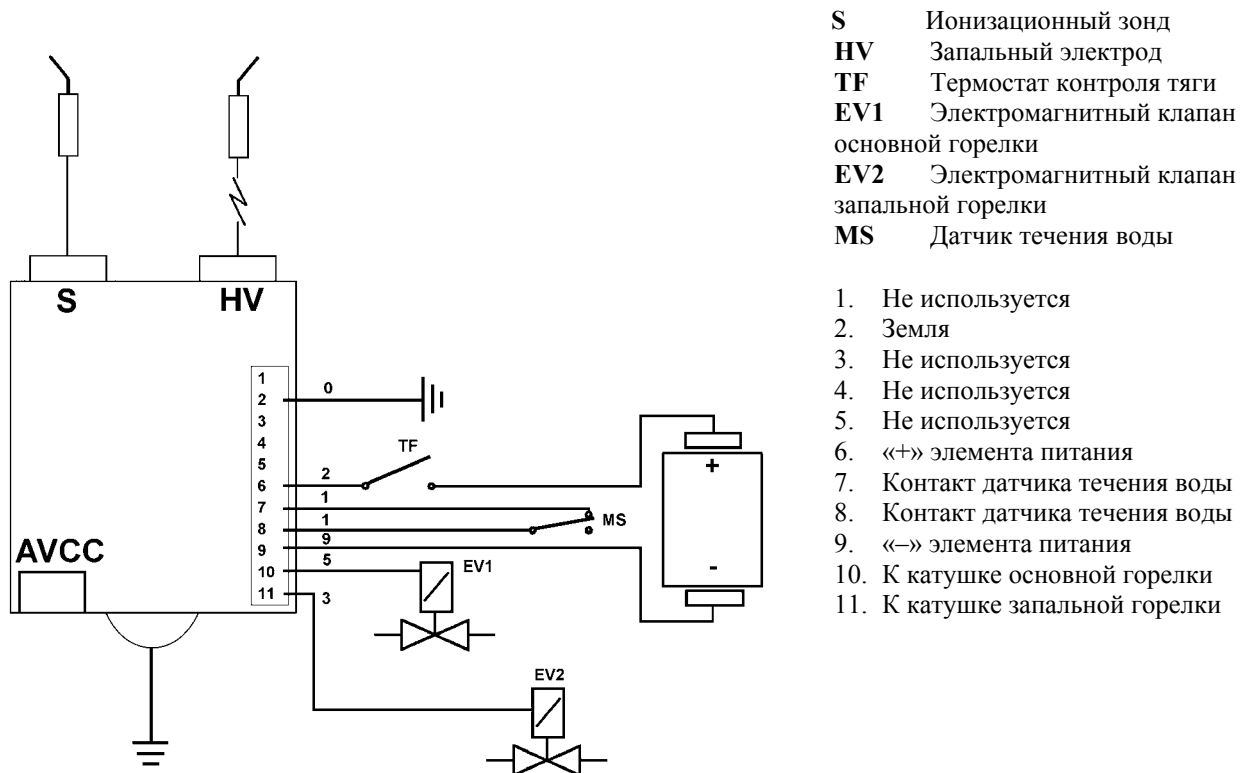 S Ионизационный зонд
HV Запальный электрод
TF Термостат контроля тяги
EV1 Электромагнитный клапан
основной горелки
EV2 Электромагнитный клапан
запальной горелки
MS Датчик течения воды
1. Не используется
2. Земля
3. Не используется
4. Не используется
5. Не используется
6. «+» элемента питания
7. Контакт датчика течения воды
8. Контакт датчика течения воды
9. «–» элемента питания
10. К катушке основной горелки
11. К катушке запальной горелки
S
HV
1
2 0
3
4
5
TF
6 2
7 1
8 1
MS
9 9
10 5
EV1
11 3
+
-
AVCC
EV2